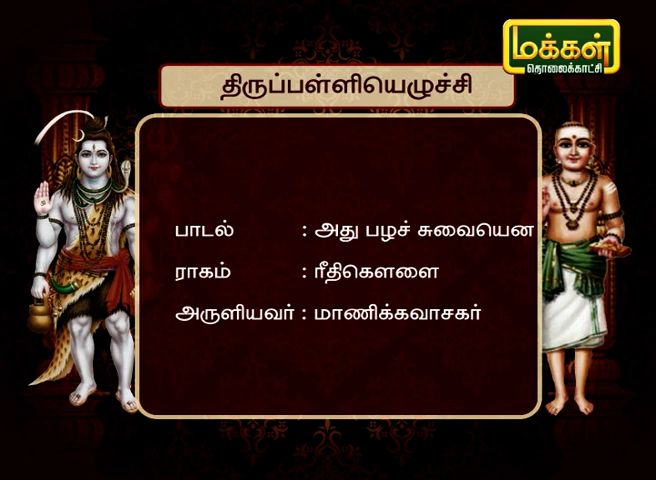 மக்கள்
தொலைக்காட்சி
திருப்பள்ளியெழுச்சி
பாடல் : அது பழச் சுவையென
ராகம் : ரீதிகௌளை
அருளியவர் : மாணிக்கவாசகர்